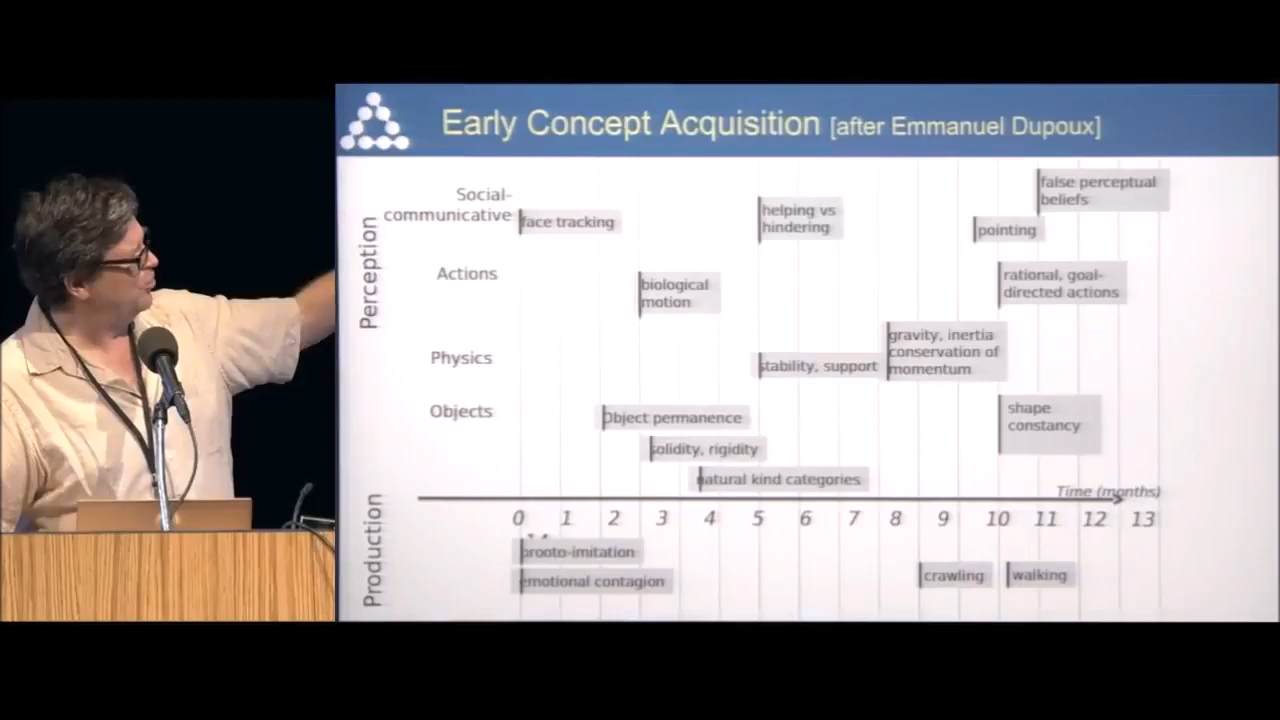 Early Concept Acquisition [after Emmanuel Dupoux]
Perception
Social-
communicative
face tracking
helping vs
hindering
false perceptual
beliefs
pointing
Actions
biological
motion
rational, goal-
directed actions
Physics
stability, support
gravity, inertia
conservation of
momentum
Objects
Object permanence
shape
constancy
solidity, rigidity
natural kind categories
Time (months)
0 1 2 3 4 5 6 7 8 9 10 11 12 13
Production
prooto-imitation
emotional contagion
crawling
walking